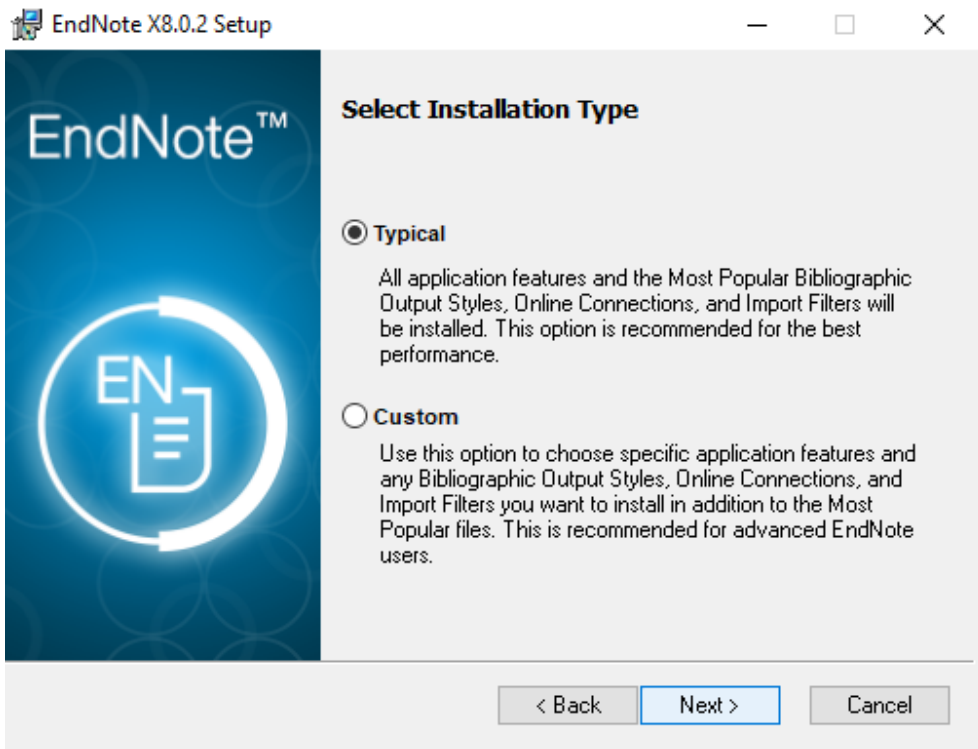 EndNote X8.0.2 Setup
EndNote™
EN
Select Installation Type
Typical
All application features and the Most Popular Bibliographic
Output Styles, Online Connections, and Import Filters will
be installed. This option is recommended for the best
performance.
Custom
Use this option to choose specific application features and
any Bibliographic Output Styles, Online Connections, and
Import Filters you want to install in addition to the Most
Popular files. This is recommended for advanced EndNote
users.
< Back
Next >
Cancel